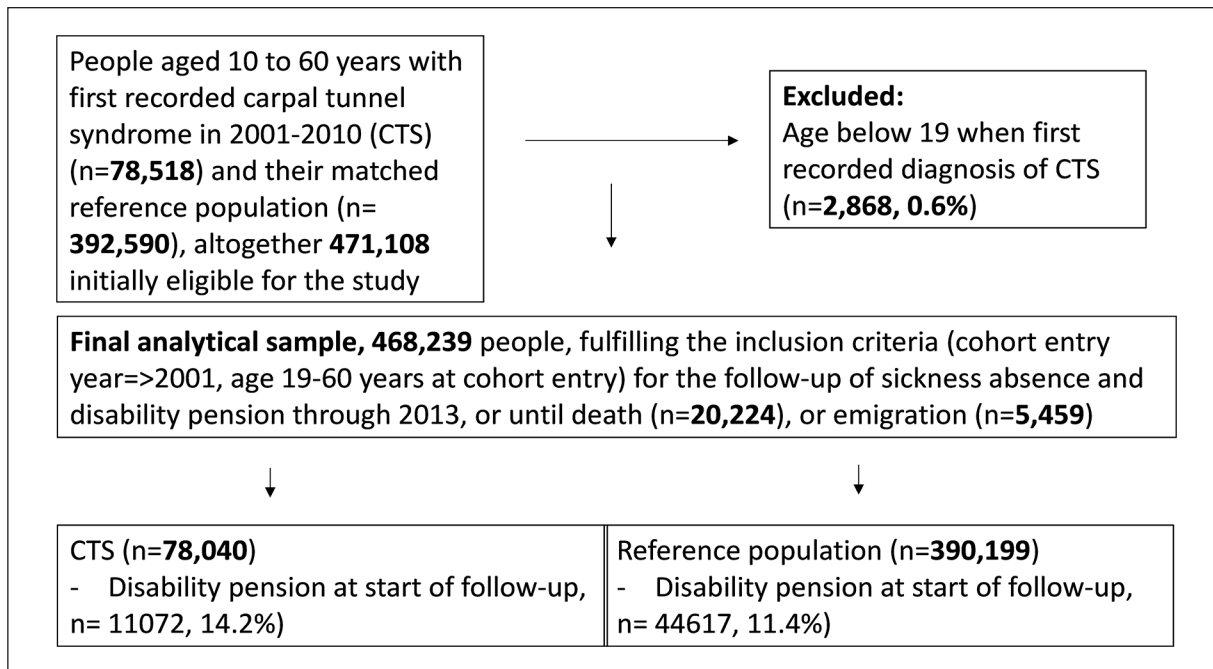 People aged 10 to 60 years with
first recorded carpal tunnel
syndrome in 2001-2010 (CTS)
(n=78,518) and their matched
reference population (n=
392,590), altogether 471,108
initially eligible for the study
Excluded:
Age below 19 when first
recorded diagnosis of CTS
(n=2,868, 0.6%)
Final analytical sample, 468,239 people, fulfilling the inclusion criteria (cohort entry
year=>2001, age 19-60 years at cohort entry) for the follow-up of sickness absence and
disability pension through 2013, or until death (n=20,224), or emigration (n=5,459)
CTS (n=78,040)
- Disability pension at start of follow-up,
n= 11072, 14.2%)
Reference population (n=390,199)
- Disability pension at start of follow-up,
n= 44617, 11.4%)